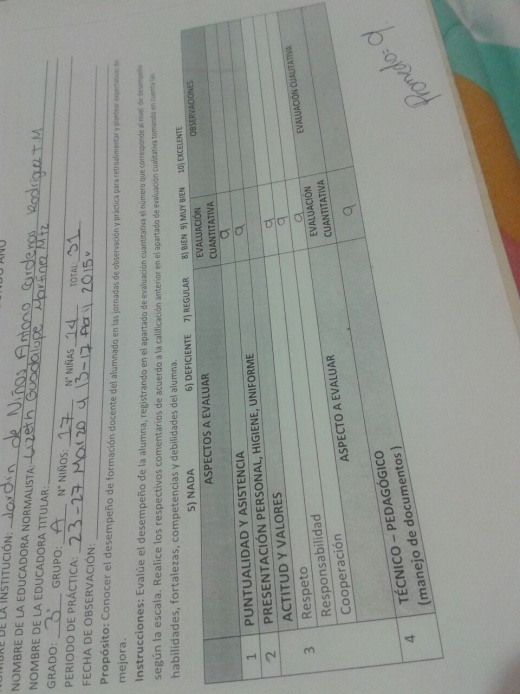 NOMBRE DE LA INSTITUCIÓN: Jardín de Niños Antonio Cárdenas Rodríguez T M
NOMBRE DE LA EDUCADORA NORMALISTA: Lizeth Guadalupe Martínez Mtz
NOMBRE DE LA EDUCADORA TITULAR:
GRADO: 3° GRUPO: A N° NIÑOS: 17 N° NIÑAS 14 TOTAL: 31
PERIODO DE PRÁCTICA: 23-27 Marzo y 13-17 Abril 2015
FECHA DE OBSERVACIÓN:
Propósito: Conocer el desempeño de formación docente del alumnado en las jornadas de observación y práctica para retroalimentar y plantear expectativas de
mejora.
Instrucciones: Evalúe el desempeño de la alumna, registrando en el apartado de evaluación cuantitativa el número que corresponde al nivel de desempeño
según la escala. Realice los respectivos comentarios de acuerdo a la calificación anterior en el apartado de evaluación cualitativa tomando en cuenta las
habilidades, fortalezas, competencias y debilidades del alumna.
5) NADA 6) DEFICIENTE 7) REGULAR 8) BIEN 9) MUY BIEN 10) EXCELENTE
ASPECTOS A EVALUAR EVALUACIÓN CUANTITATIVA OBSERVACIONES
1 PUNTUALIDAD Y ASISTENCIA 9
2 PRESENTACIÓN PERSONAL, HIGIENE, UNIFORME 9
3 ACTITUD Y VALORES
Respeto 9
Responsabilidad 9
Cooperación 9
ASPECTO A EVALUAR EVALUACIÓN CUANTITATIVA EVALUACIÓN CUALITATIVA
4 TÉCNICO – PEDAGÓGICO 9
(manejo de documentos)
Promedio = 9.